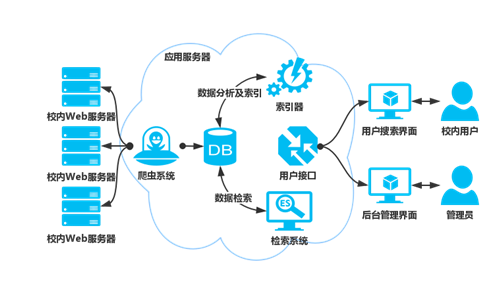 应用服务器
校内Web服务器
校内Web服务器
校内Web服务器
爬虫系统
DB
数据分析及索引
索引器
用户接口
数据检索
ES
检索系统
用户搜索界面
校内用户
后台管理界面
管理员